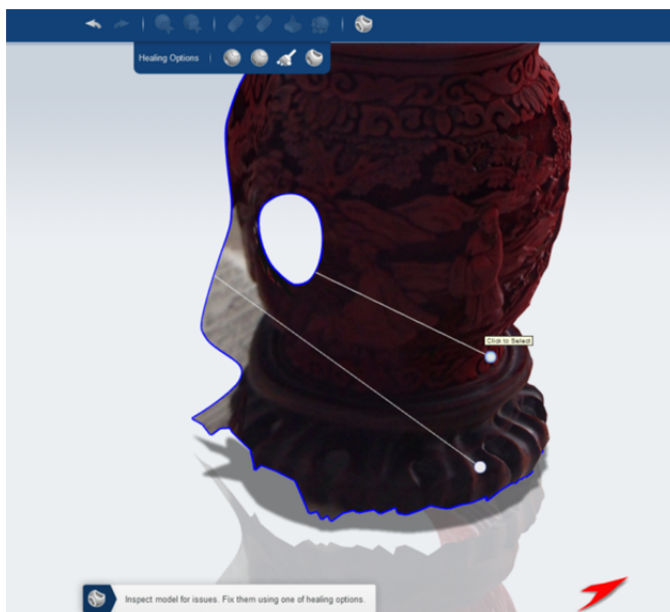 Healing Options
Click to Select
Inspect model for issues. Fix them using one of healing options.